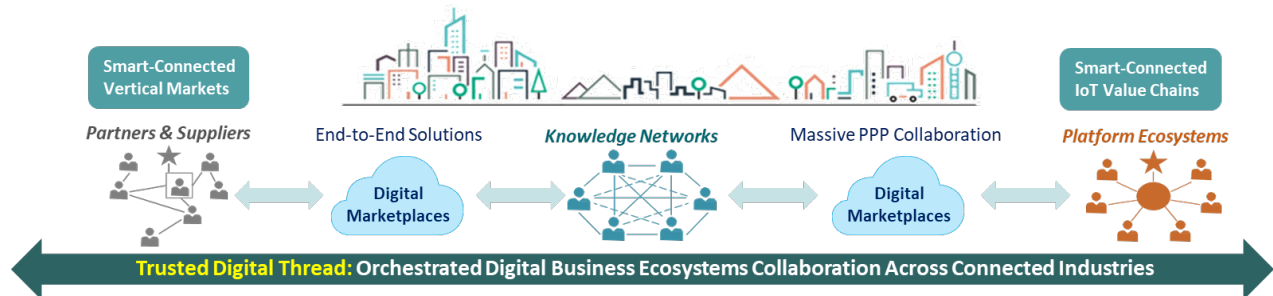 Smart-Connected
Vertical Markets
Smart-Connected
IoT Value Chains
Partners & Suppliers
End-to-End Solutions
Knowledge Networks
Massive PPP Collaboration
Platform Ecosystems
Digital
Marketplaces
Digital
Marketplaces
Trusted Digital Thread: Orchestrated Digital Business Ecosystems Collaboration Across Connected Industries